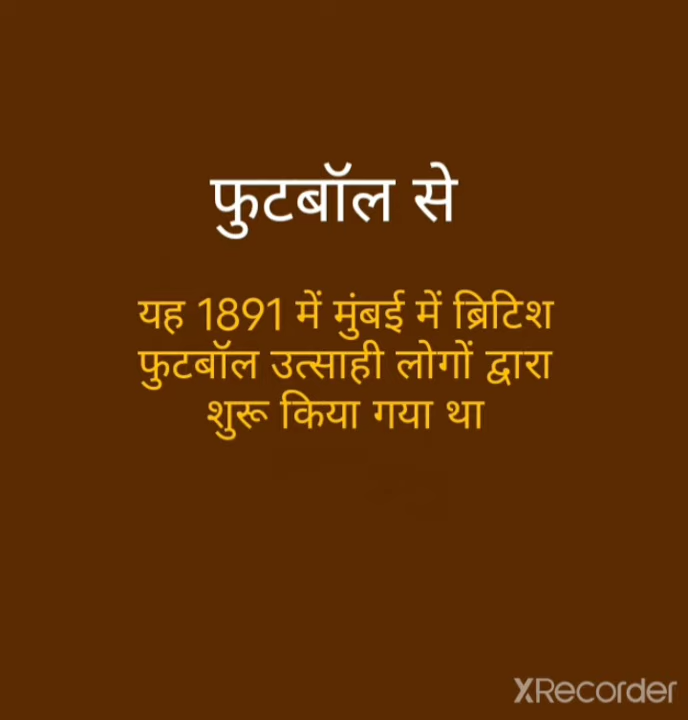 फुटबॉल से
यह 1891 में मुंबई में ब्रिटिश
फुटबॉल उत्साही लोगों द्वारा
शुरू किया गया था
XRecorder